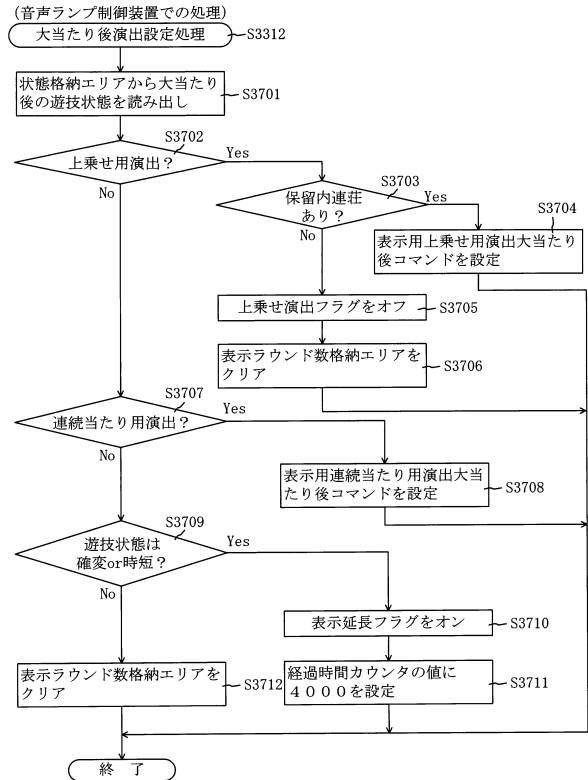 (音声ランプ制御装置での処理)
大当たり後演出設定処理
S3312
状態格納エリアから大当たり
後の遊技状態を読み出し
S3701
S3702
上乗せ用演出?
Yes
No
S3703
保留内連荘
あり?
Yes
No
S3704
表示用上乗せ用演出大当たり
後コマンドを設定
上乗せ演出フラグをオフ
S3705
表示ラウンド数格納エリアを
クリア
S3706
S3707
連続当たり用演出?
Yes
No
表示用連続当たり用演出大当
たり後コマンドを設定
S3708
S3709
遊技状態は
確変or時短?
Yes
No
表示延長フラグをオン
S3710
表示ラウンド数格納エリアを
クリア
S3712
経過時間カウンタの値に
4000を設定
S3711
終 了